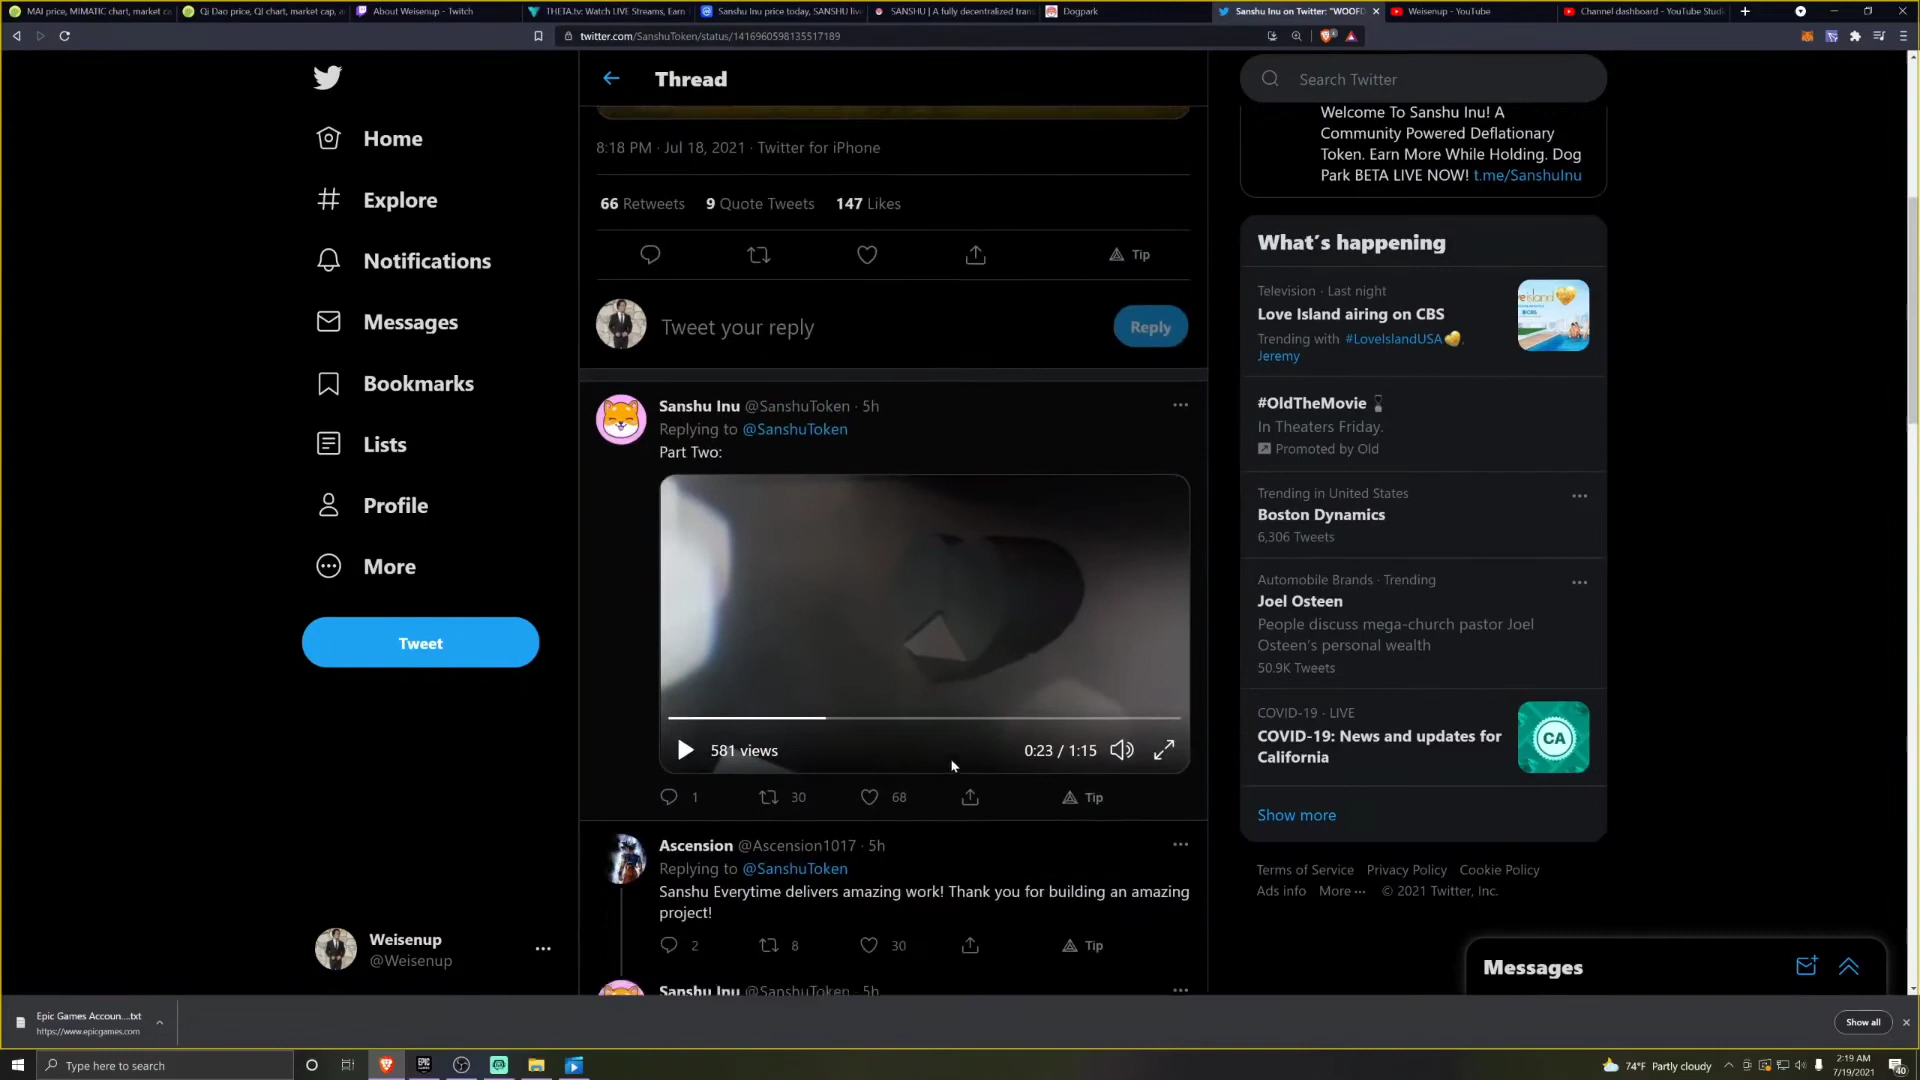 MAI price, MIMATIC chart, market ca
Qi Dao price, QI chart, market cap, a
About Weisenup - Twitch
THETA.tv: Watch LIVE Streams, Earn
Sanshu Inu price today, SANSHU liv
SANSHU | A fully decentralized tran
Dogpark
Sanshu Inu on Twitter: "WOOFD
Weisenup - YouTube
Channel dashboard - YouTube Studi
twitter.com/SanshuToken/status/1416960598135517189
Home
Explore
Notifications
Messages
Bookmarks
Lists
Profile
More
Tweet
Weisenup
@Weisenup
Thread
8:18 PM · Jul 18, 2021 · Twitter for iPhone
66 Retweets 9 Quote Tweets 147 Likes
Tip
Tweet your reply
Reply
Sanshu Inu @SanshuToken · 5h
Replying to @SanshuToken
Part Two:
581 views
0:23 / 1:15
1 30 68 Tip
Ascension @Ascension1017 · 5h
Replying to @SanshuToken
Sanshu Everytime delivers amazing work! Thank you for building an amazing
project!
2 8 30 Tip
Sanshu Inu @SanshuToken · 5h
Search Twitter
Welcome To Sanshu Inu! A
Community Powered Deflationary
Token. Earn More While Holding. Dog
Park BETA LIVE NOW! t.me/SanshuInu
What's happening
Television · Last night
Love Island airing on CBS
Trending with #LoveIslandUSA,
Jeremy
#OldTheMovie
In Theaters Friday.
Promoted by Old
Trending in United States
Boston Dynamics
6,306 Tweets
Automobile Brands · Trending
Joel Osteen
People discuss mega-church pastor Joel
Osteen's personal wealth
50.9K Tweets
COVID-19 · LIVE
COVID-19: News and updates for
California
CA
Show more
Terms of Service Privacy Policy Cookie Policy
Ads info More ··· © 2021 Twitter, Inc.
Messages
Epic Games Accoun....txt
https://www.epicgames.com
Show all
Type here to search
EPIC
74°F Partly cloudy
2:19 AM
7/19/2021
40